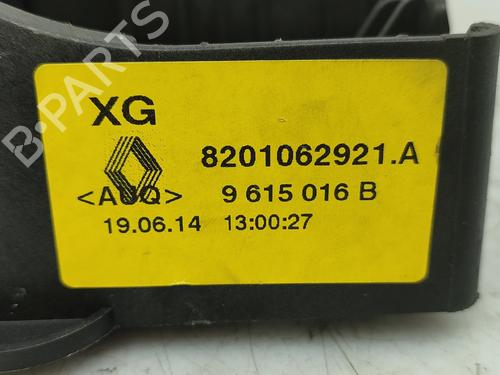 XG
8201062921.A
<AUQ> 9 615 016 B
19.06.14 13:00:27
B-PARTS